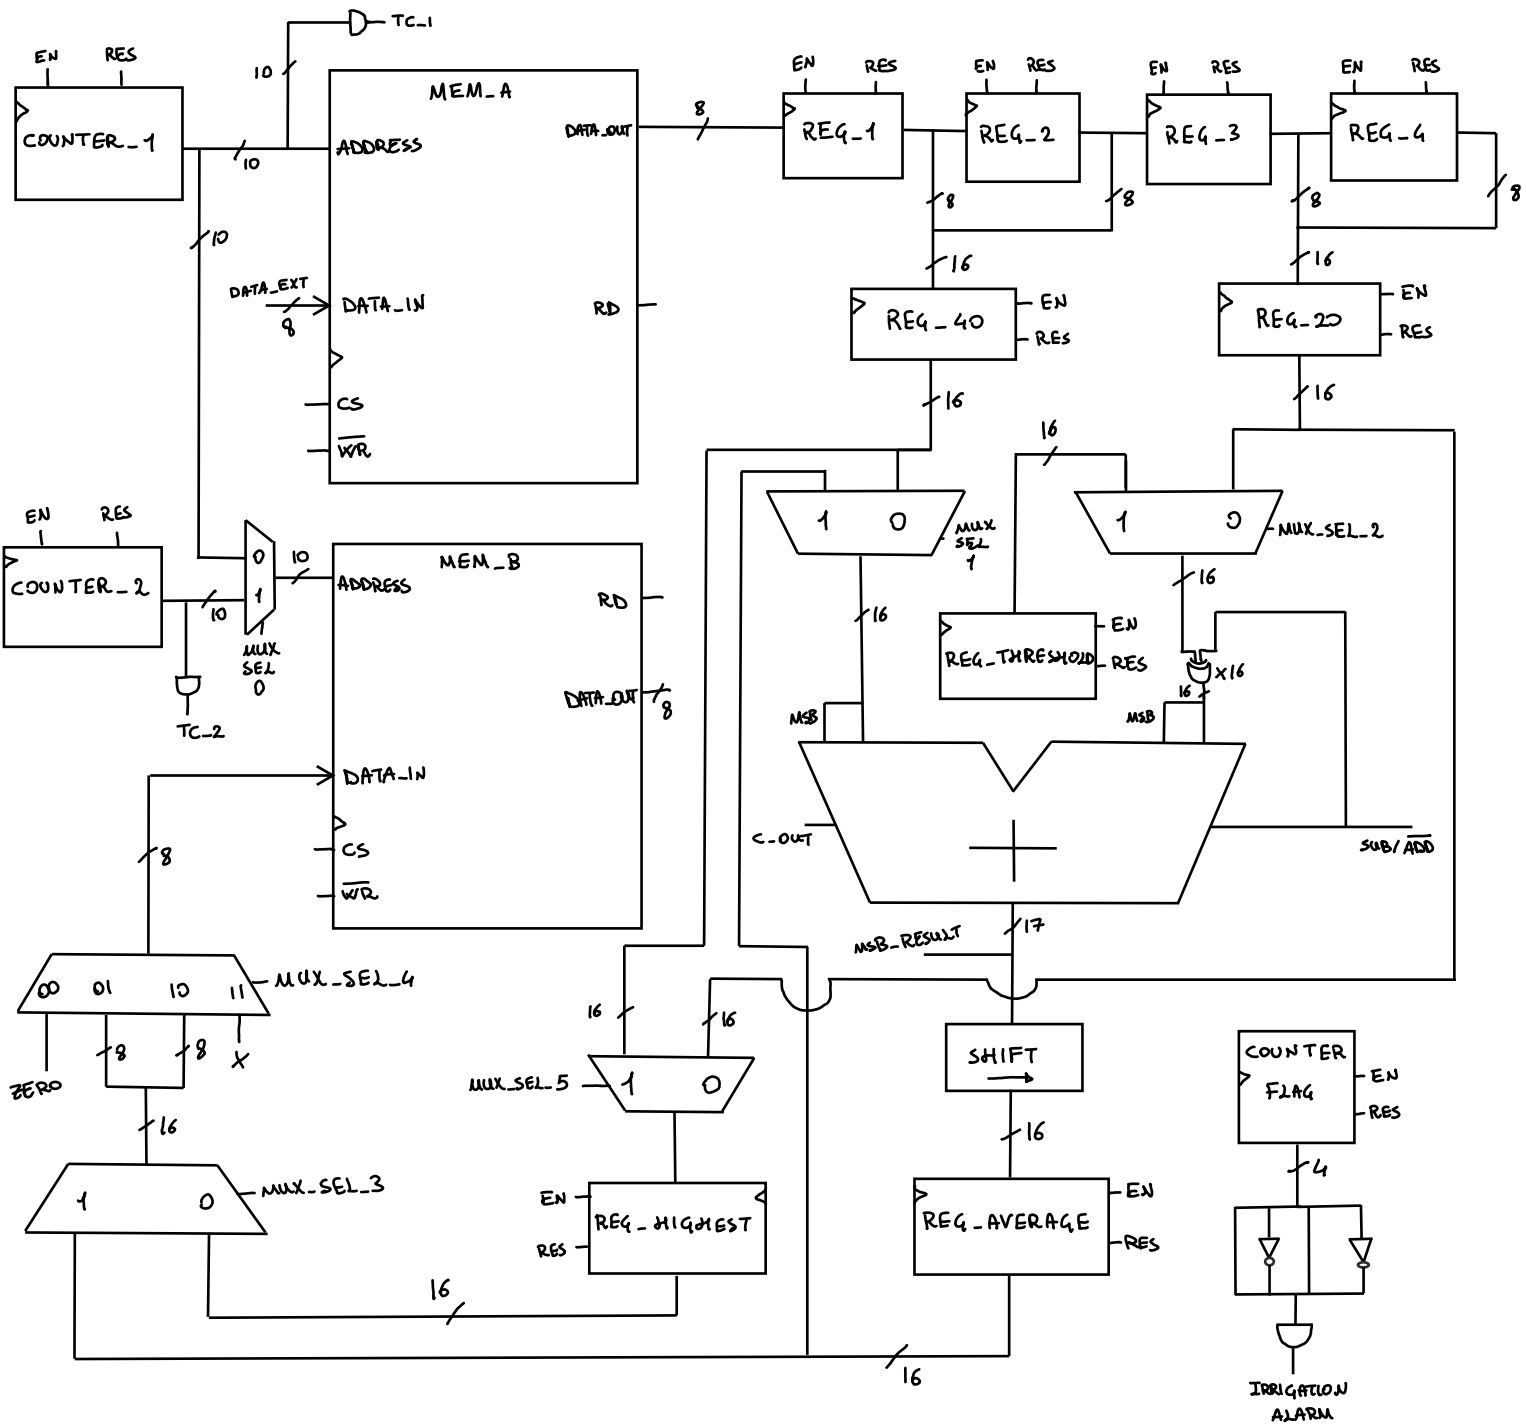 TC_1
EN RES
10
COUNTER_1
10
10
MEM_A
ADDRESS
DATA_OUT
DATA_EXT
8
DATA_IN
RD
CS
W̅R̅
8
EN RES
REG_1
EN RES
REG_2
EN RES
REG_3
EN RES
REG_4
8
8
8
8
16
16
REG_40
EN
RES
REG_20
EN
RES
16
16
16
1 0
MUX
SEL
1
1 0
MUX_SEL_2
16
16
REG_THRESHOLD
EN
RES
X16
16
MSB
MSB
C_OUT
SUB/A̅D̅D̅
17
MSB_RESULT
EN RES
COUNTER_2
10
0
1
10
MUX
SEL
0
TC_2
MEM_B
ADDRESS
RD
DATA_OUT
8
DATA_IN
CS
W̅R̅
8
00 01 10 11
MUX_SEL_4
ZERO
8
8
X
16
1 0
MUX_SEL_3
16
16
MUX_SEL_5
1 0
EN
RES
REG_HIGHEST
16
SHIFT
16
REG_AVERAGE
EN
RES
16
COUNTER
FLAG
EN
RES
4
IRRIGATION
ALARM